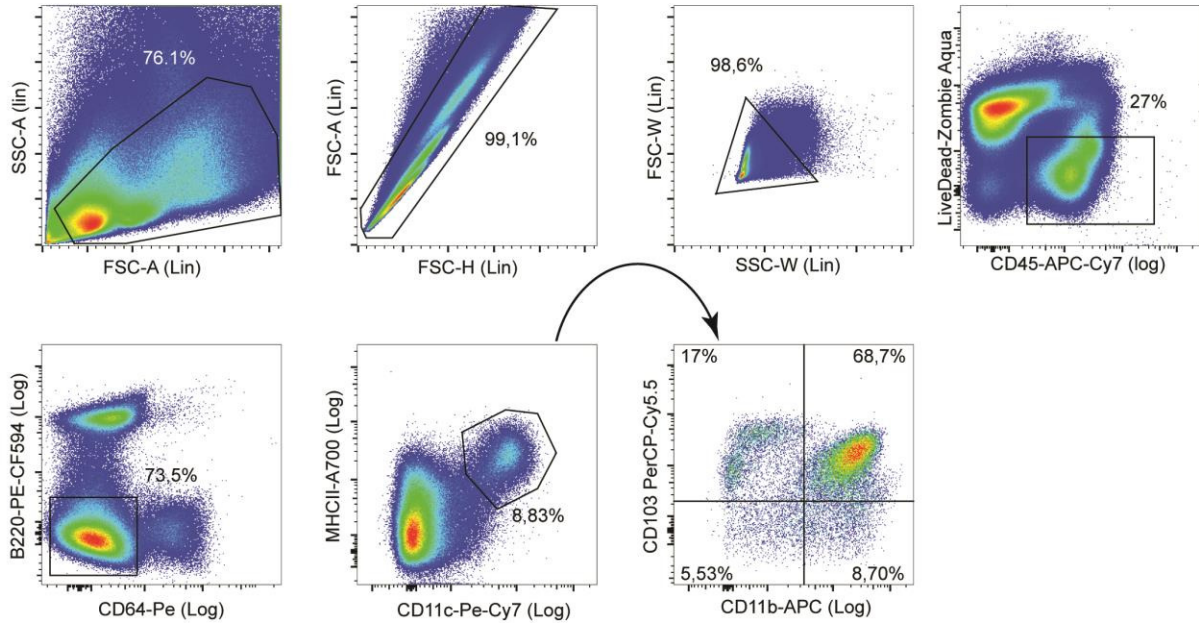 76.1%
SSC-A (lin)
FSC-A (Lin)
99,1%
FSC-A (Lin)
FSC-H (Lin)
98,6%
FSC-W (Lin)
SSC-W (Lin)
27%
LiveDead-Zombie Aqua
CD45-APC-Cy7 (log)
73,5%
B220-PE-CF594 (Log)
CD64-Pe (Log)
8,83%
MHCII-A700 (Log)
CD11c-Pe-Cy7 (Log)
17%
68,7%
CD103 PerCP-Cy5.5
5,53%
8,70%
CD11b-APC (Log)